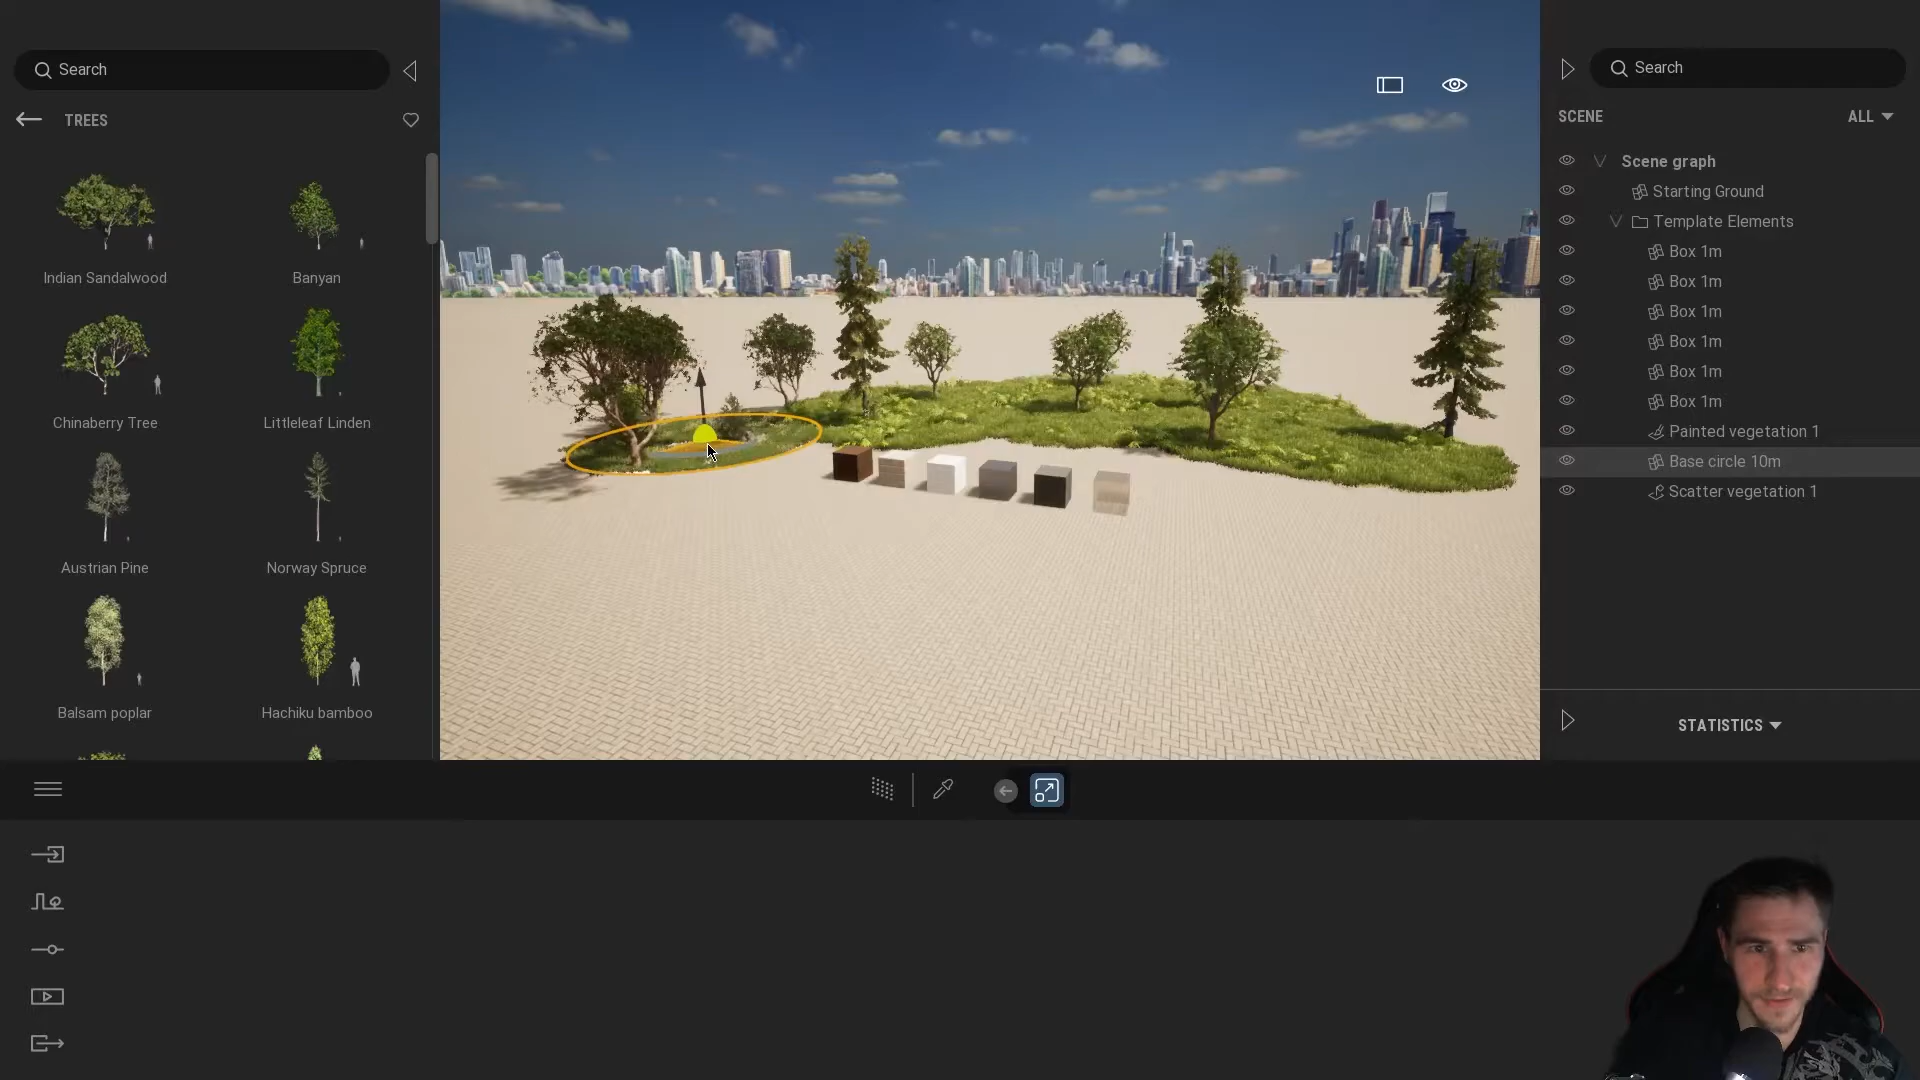 Search
TREES
Indian Sandalwood
Banyan
Chinaberry Tree
Littleleaf Linden
Austrian Pine
Norway Spruce
Balsam poplar
Hachiku bamboo
Search
SCENE
ALL
Scene graph
Starting Ground
Template Elements
Box 1m
Box 1m
Box 1m
Box 1m
Box 1m
Box 1m
Painted vegetation 1
Base circle 10m
Scatter vegetation 1
STATISTICS